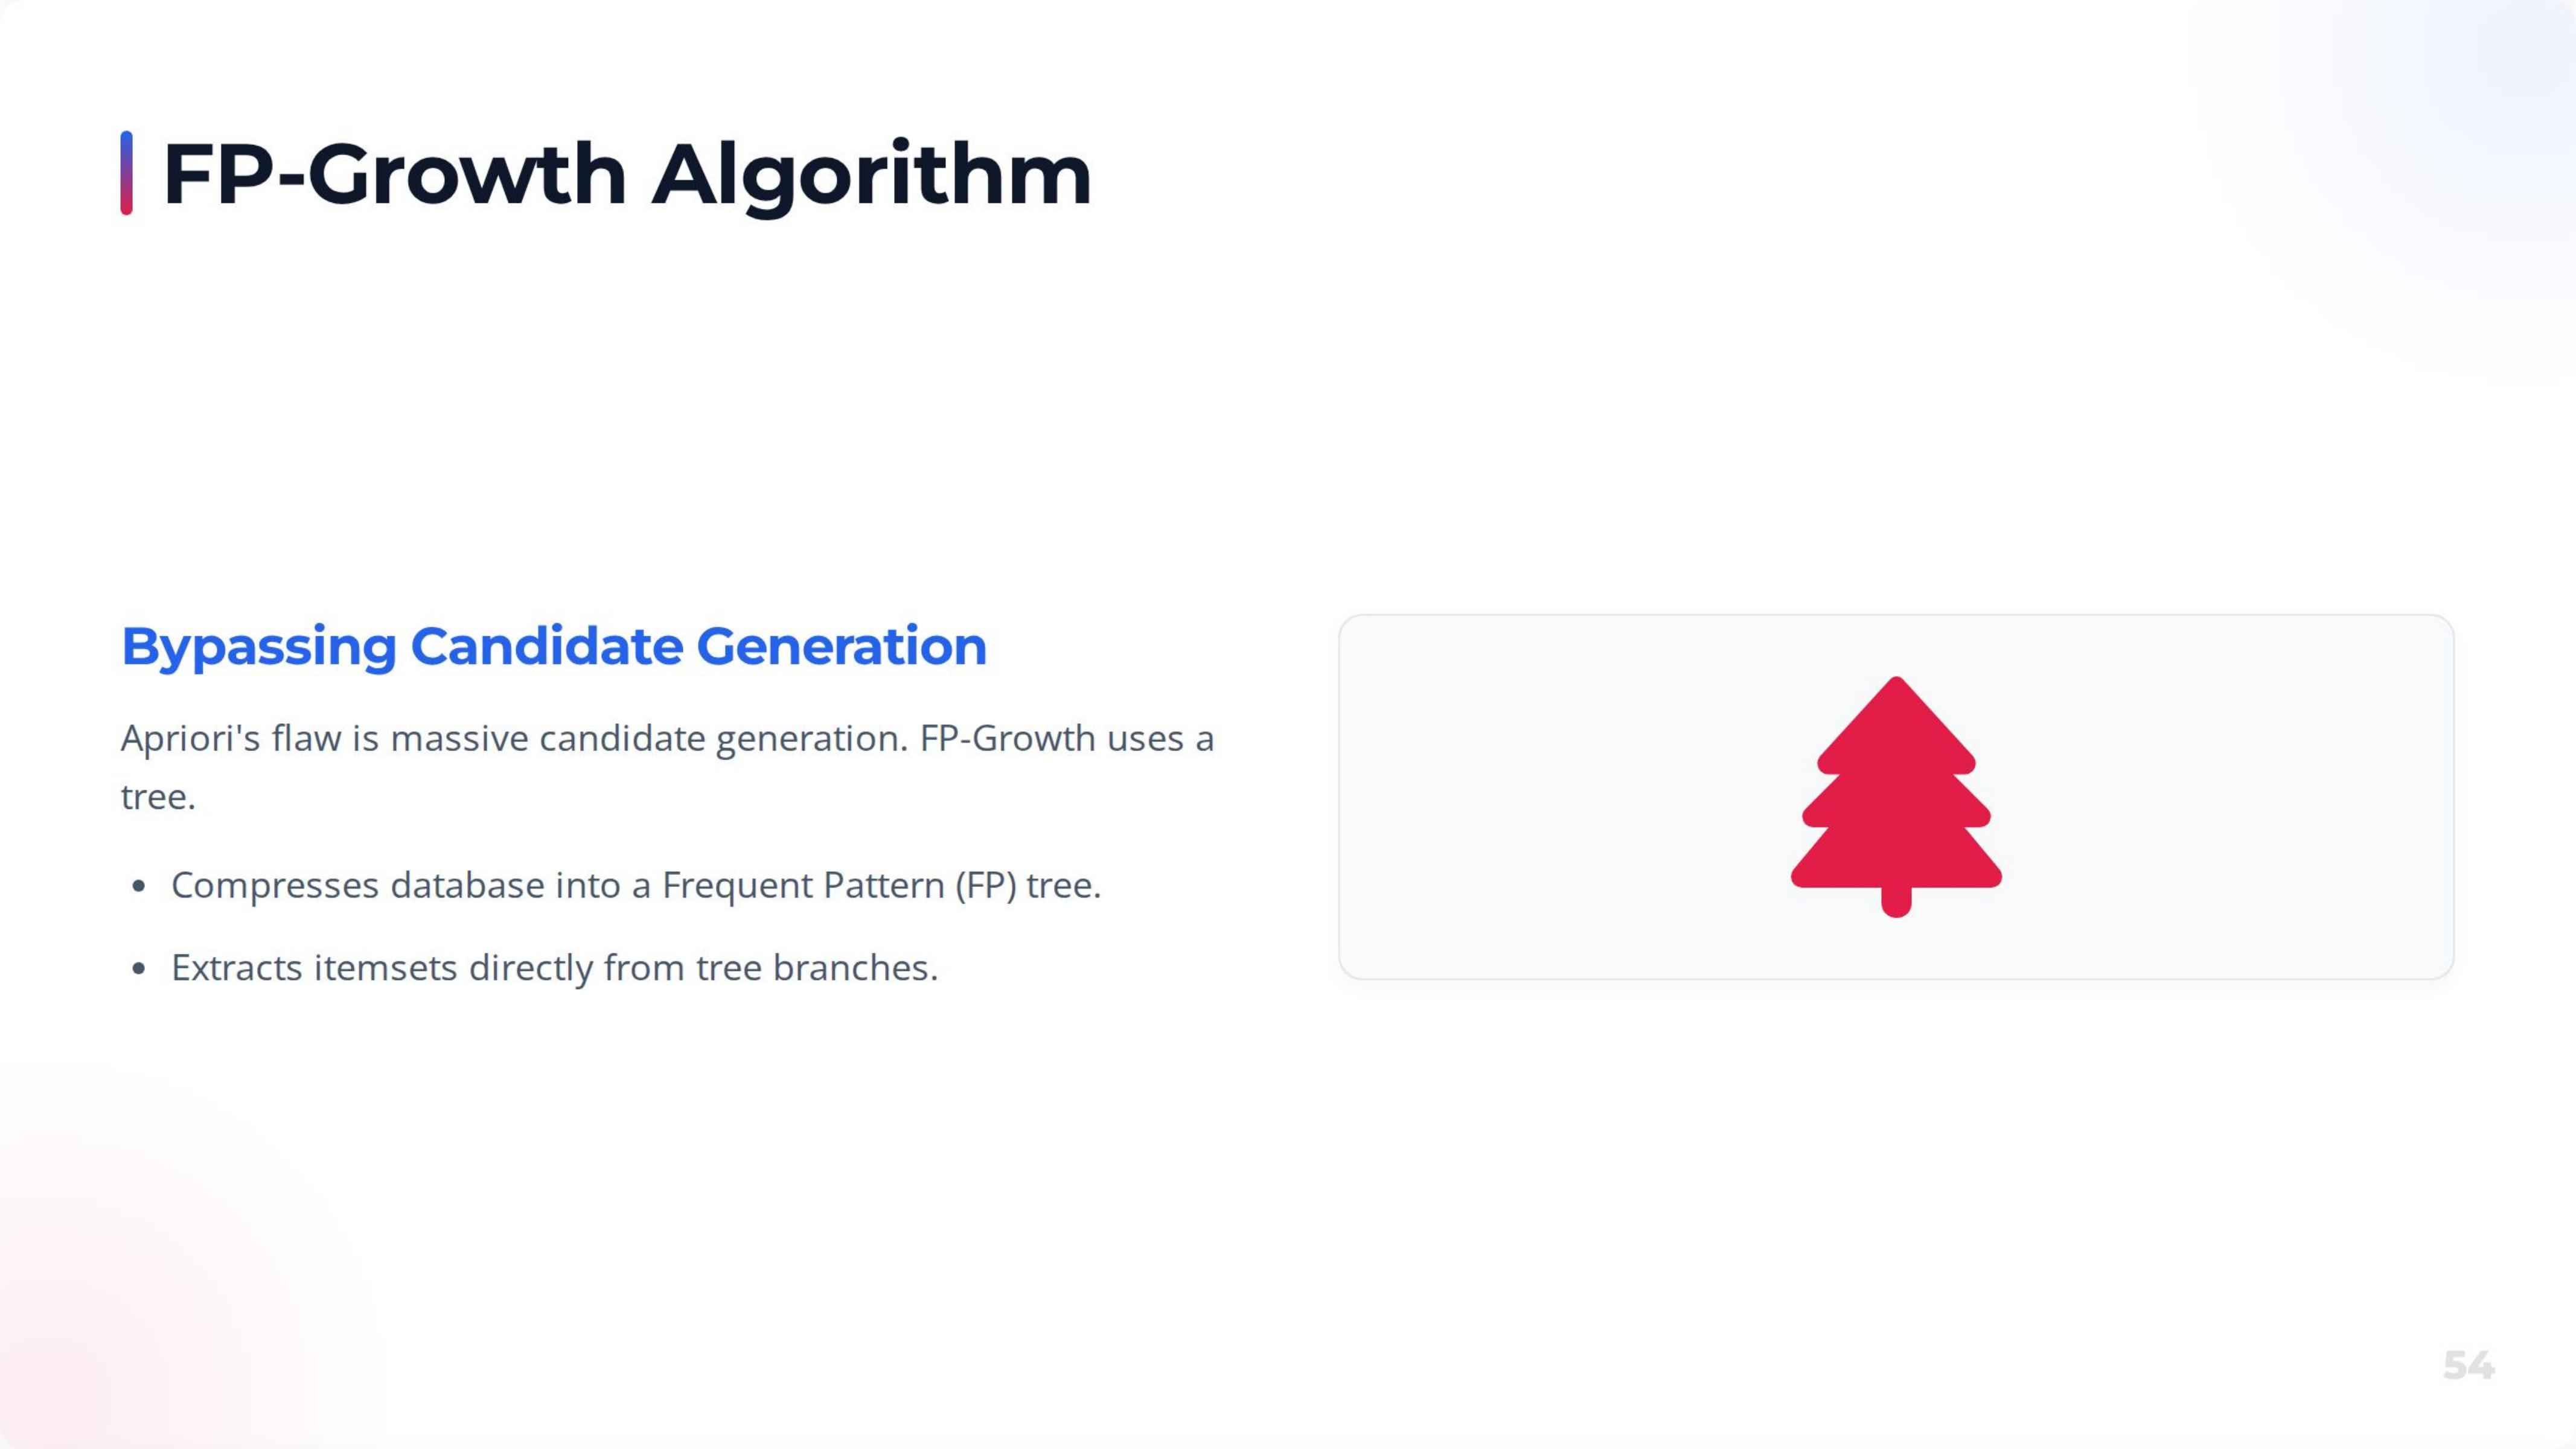 FP-Growth Algorithm
Bypassing Candidate Generation
Apriori's flaw is massive candidate generation. FP-Growth uses a
tree.
• Compresses database into a Frequent Pattern (FP) tree.
• Extracts itemsets directly from tree branches.
54